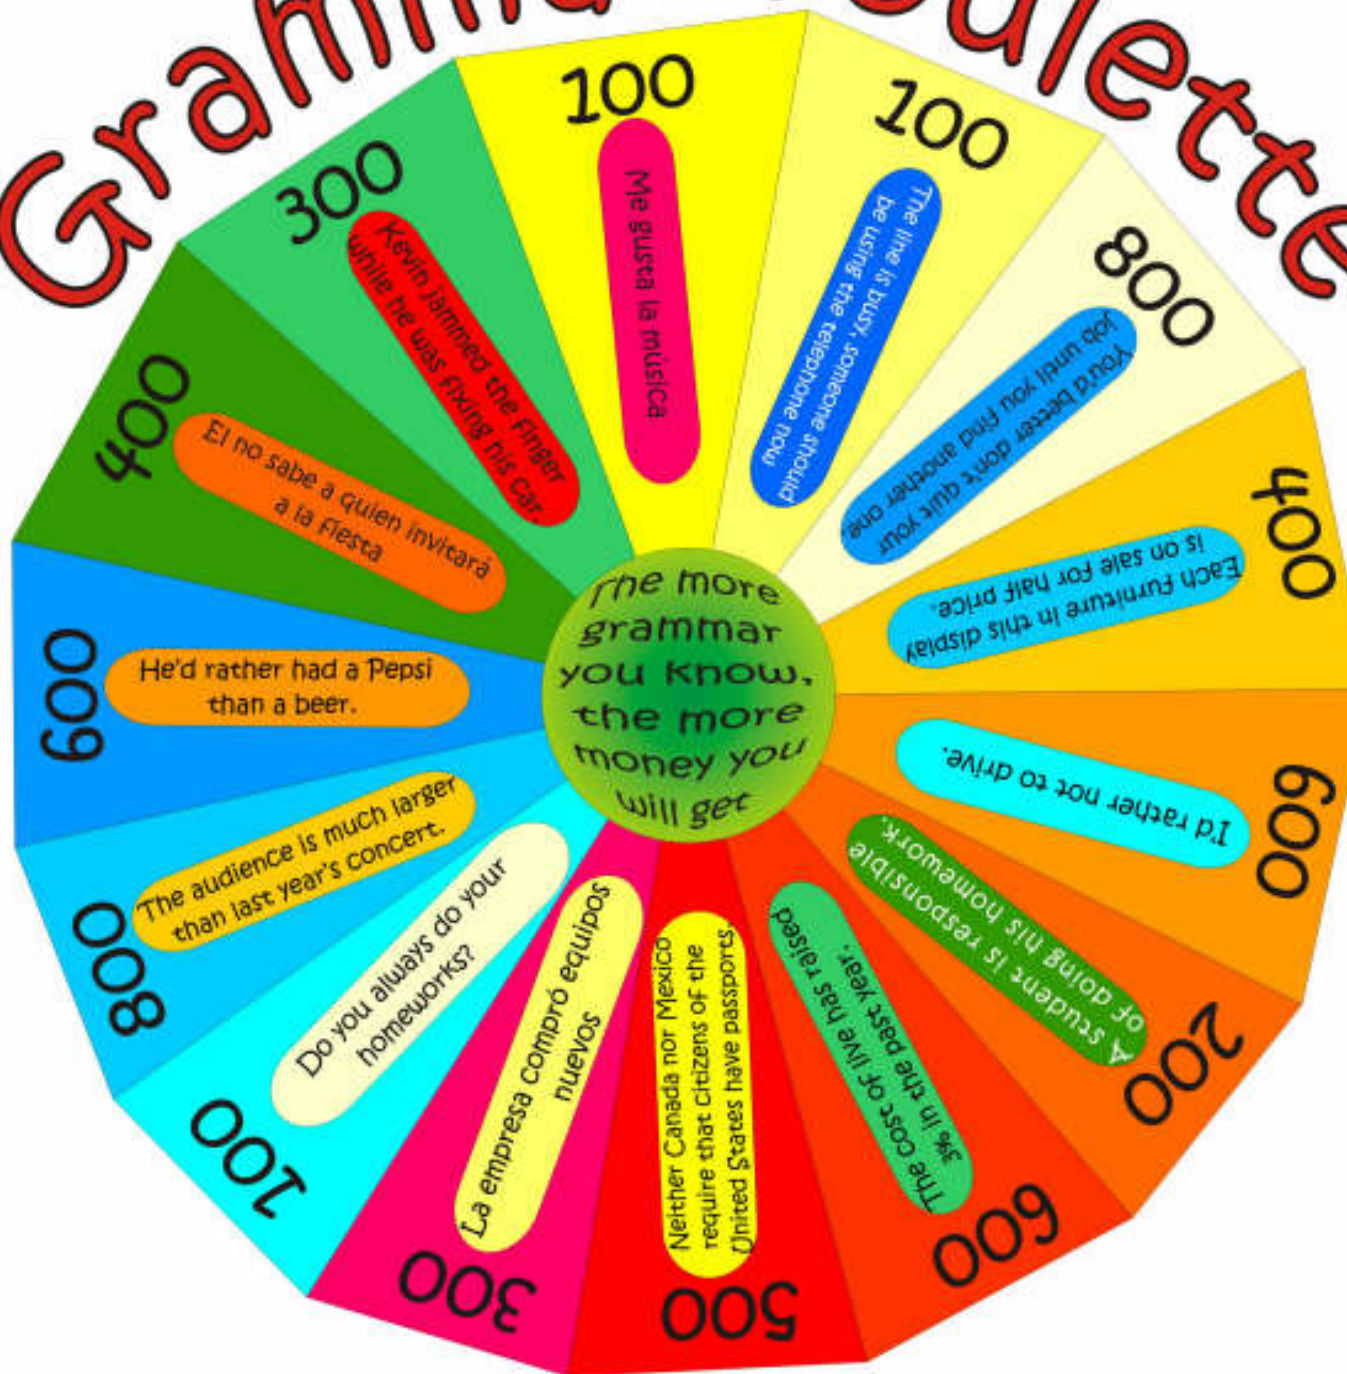 100
Me gusta la música
100
The line is busy, someone should
be using the telephone now
800
You'd better don't quit your
job until you find another one.
400
Each furniture in this display
is on sale for half price.
600
I'd rather not to drive.
200
A student is responsible
of doing his homework.
600
The cost of live has raised
3% in the past year.
500
Neither Canada nor Mexico
require that citizens of the
United States have passports.
300
La empresa compró equipos
nuevos
100
Do you always do your
homeworks?
800
The audience is much larger
than last year's concert.
600
He'd rather had a Pepsi
than a beer.
400
El no sabe a quien invitará
a la fiesta
300
Kevin jammed the finger
while he was fixing his car.
The more
grammar
you know,
the more
money you
will get